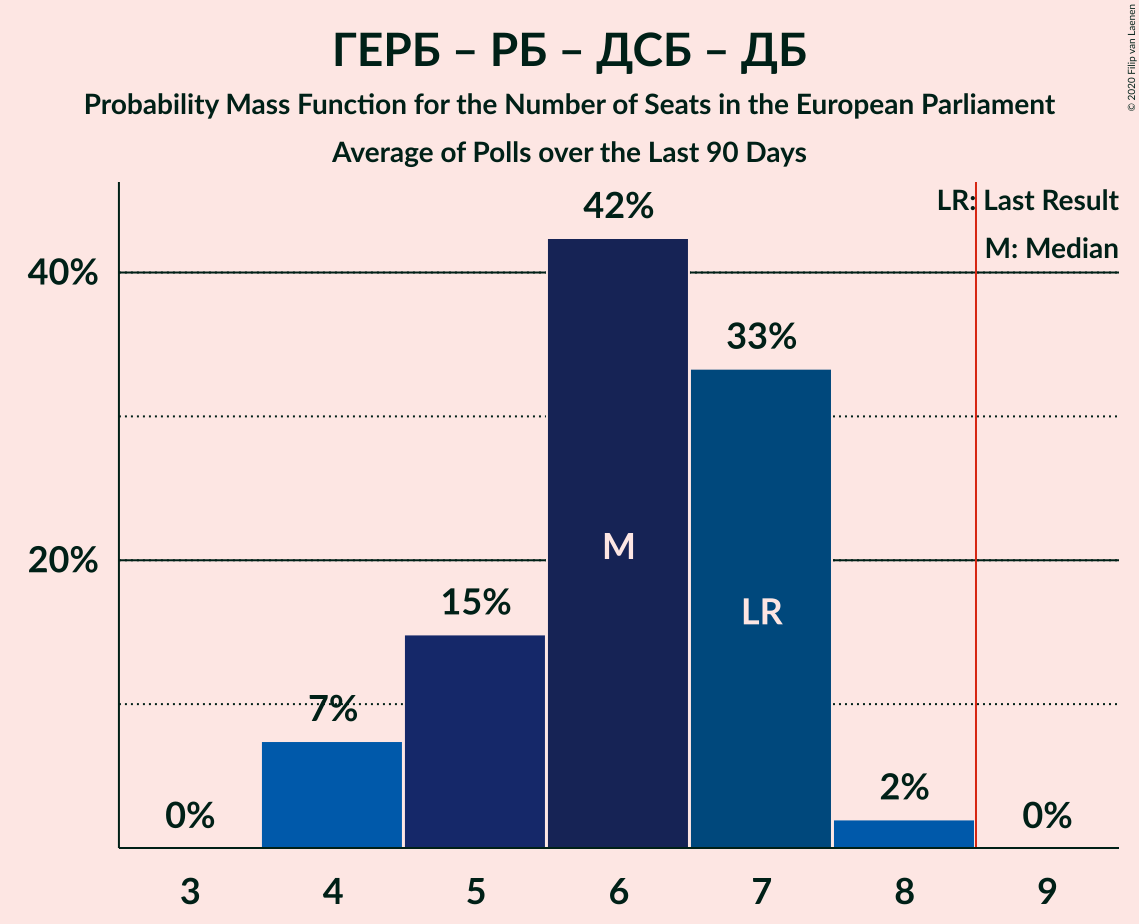 ГЕРБ – РБ – ДСБ – ДБ
Probability Mass Function for the Number of Seats in the European Parliament
Average of Polls over the Last 90 Days
© 2020 Filip van Laenen
LR: Last Result
M: Median
42%
40%
33%
M
20%
LR
15%
7%
2%
0%
0%
3 4 5 6 7 8 9